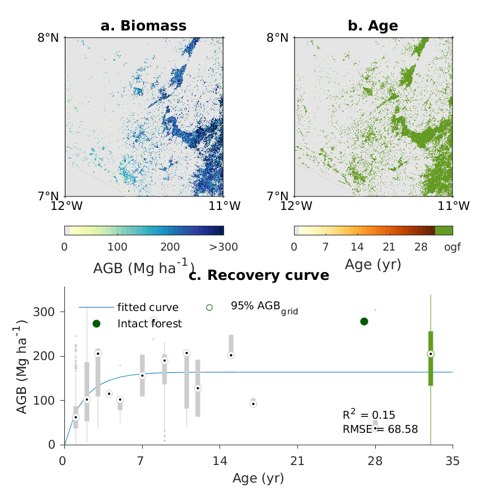 a. Biomass
b. Age
8°N
7°N
12°W
11°W
8°N
7°N
12°W
11°W
0 100 200 >300
AGB (Mg ha-1)
0 7 14 21 28 ogf
Age (yr)
c. Recovery curve
fitted curve
95% AGBgrid
Intact forest
300
200
100
0
AGB (Mg ha-1)
R2 = 0.15
RMSE = 68.58
0 7 14 21 28 35
Age (yr)